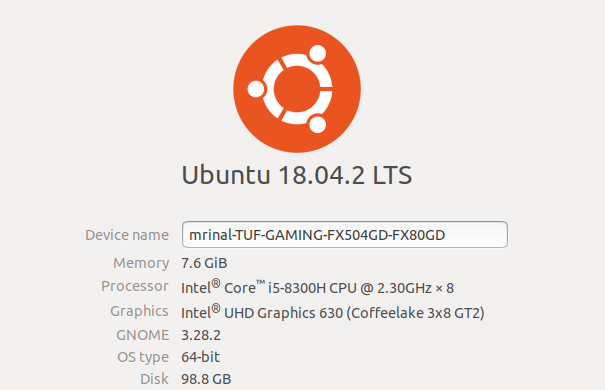 Ubuntu 18.04.2 LTS
Device name mrinal-TUF-GAMING-FX504GD-FX80GD
Memory 7.6 GiB
Processor Intel® Core™ i5-8300H CPU @ 2.30GHz × 8
Graphics Intel® UHD Graphics 630 (Coffeelake 3x8 GT2)
GNOME 3.28.2
OS type 64-bit
Disk 98.8 GB